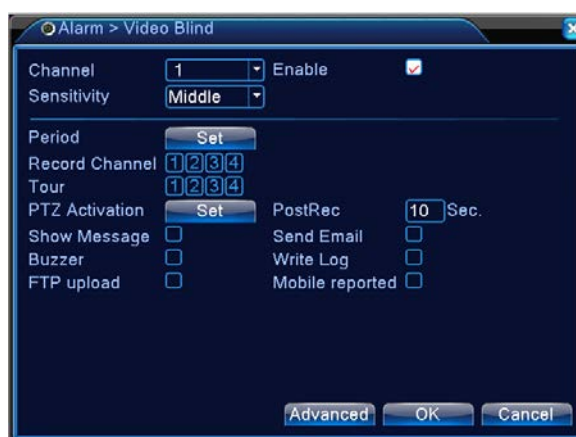 Alarm > Video Blind
Channel 1 Enable
Sensitivity Middle
Period Set
Record Channel 1 2 3 4
Tour 1 2 3 4
PTZ Activation Set PostRec 10 Sec.
Show Message Send Email
Buzzer Write Log
FTP upload Mobile reported
Advanced OK Cancel